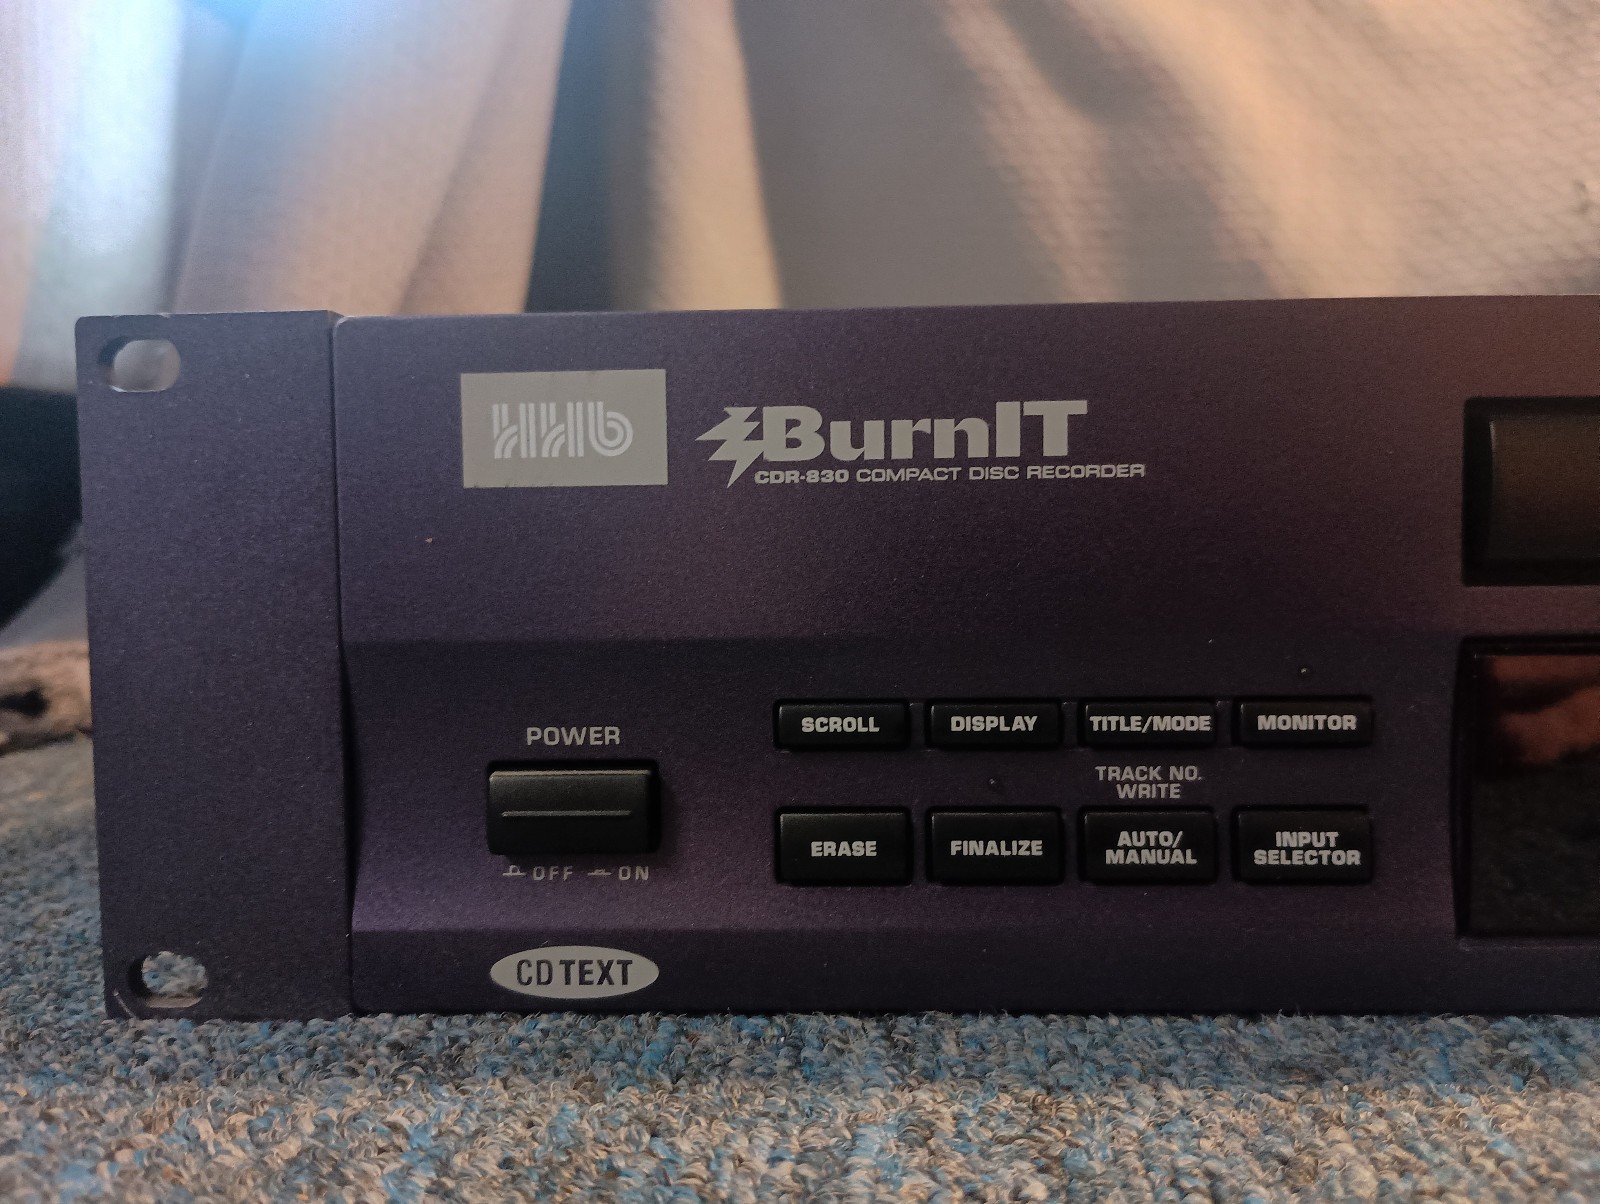 HHb
BurnIT
CDR-830 COMPACT DISC RECORDER
POWER
OFF ON
SCROLL
DISPLAY
TITLE/MODE
MONITOR
TRACK NO.
WRITE
ERASE
FINALIZE
AUTO/
MANUAL
INPUT
SELECTOR
CD TEXT